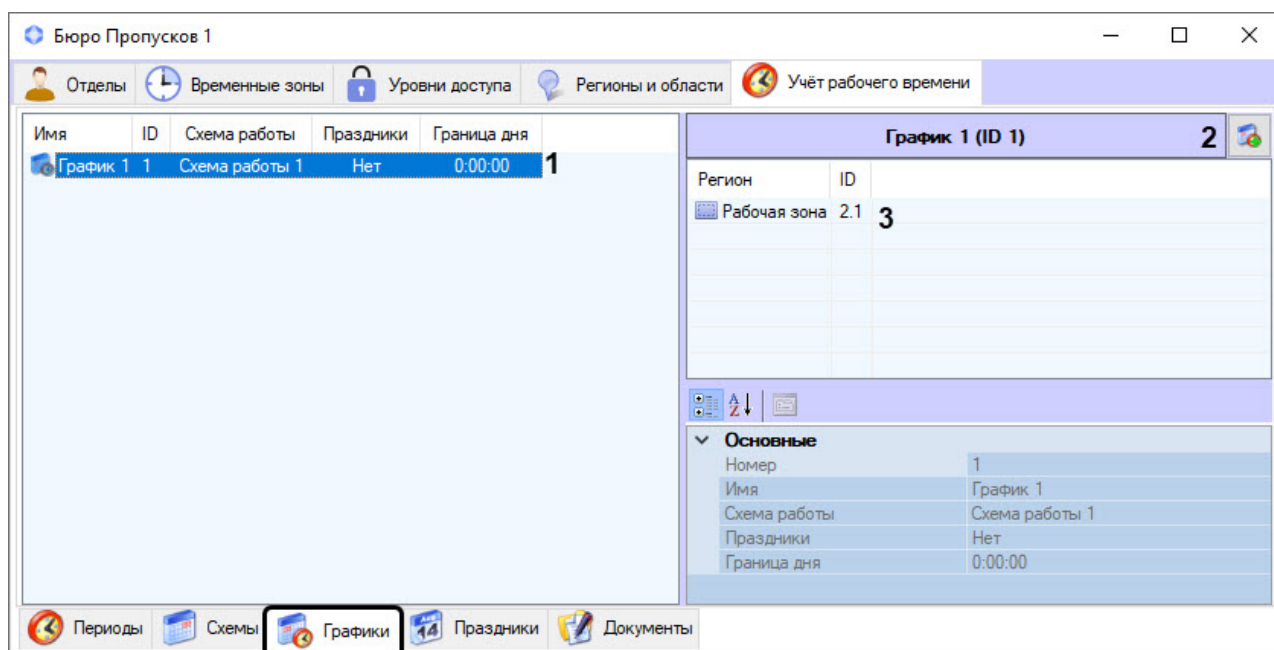 Бюро Пропусков 1
Отделы Временные зоны Уровни доступа Регионы и области Учёт рабочего времени
Имя ID Схема работы Праздники Граница дня
График 1 1 Схема работы 1 Нет 0:00:00 1
График 1 (ID 1) 2
Регион ID
Рабочая зона 2.1 3
Основные
Номер 1
Имя График 1
Схема работы Схема работы 1
Праздники Нет
Граница дня 0:00:00
Периоды Схемы Графики 14 Праздники Документы